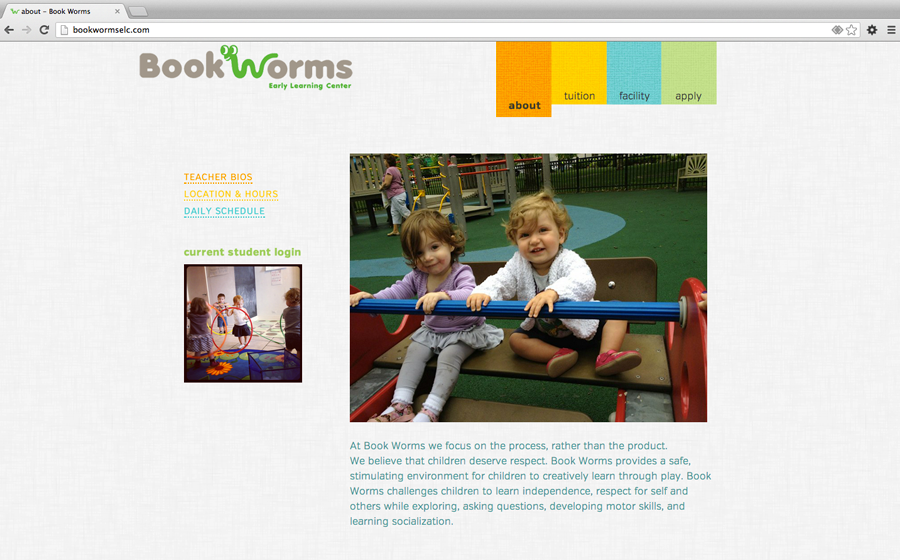 about – Book Worms
bookwormselc.com
Book Worms
Early Learning Center
about
tuition
facility
apply
TEACHER BIOS
LOCATION & HOURS
DAILY SCHEDULE
current student login
At Book Worms we focus on the process, rather than the product.
We believe that children deserve respect. Book Worms provides a safe,
stimulating environment for children to creatively learn through play. Book
Worms challenges children to learn independence, respect for self and
others while exploring, asking questions, developing motor skills, and
learning socialization.